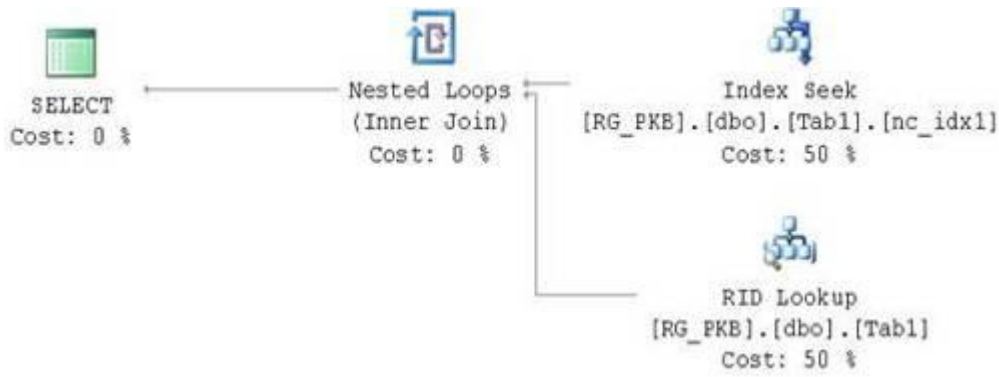 SELECT
Cost: 0 %
Nested Loops
(Inner Join)
Cost: 0 %
Index Seek
[RG_PKB].[dbo].[Tab1].[nc_idx1]
Cost: 50 %
RID Lookup
[RG_PKB].[dbo].[Tab1]
Cost: 50 %